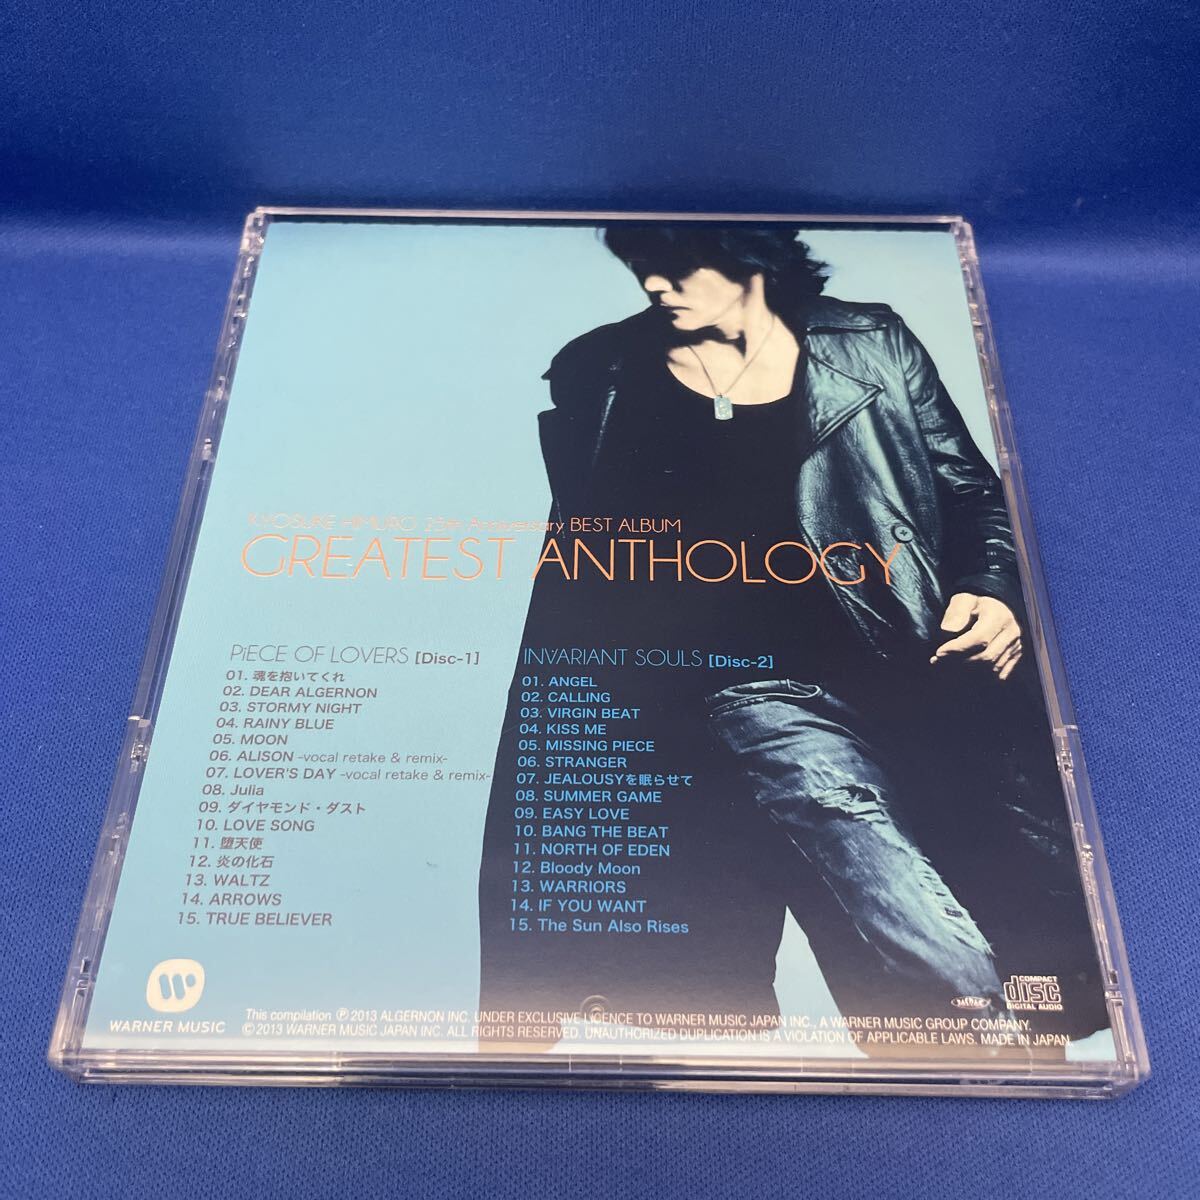 KYOSUKE HIMURO 25th Anniversary BEST ALBUM
GREATEST ANTHOLOGY
PiECE OF LOVERS [Disc-1]
01. 魂を抱いてくれ
02. DEAR ALGERNON
03. STORMY NIGHT
04. RAINY BLUE
05. MOON
06. ALISON -vocal retake & remix-
07. LOVER'S DAY -vocal retake & remix-
08. Julia
09. ダイヤモンド・ダスト
10. LOVE SONG
11. 堕天使
12. 炎の化石
13. WALTZ
14. ARROWS
15. TRUE BELIEVER
IN∀ARIANT SOULS [Disc-2]
01. ANGEL
02. CALLING
03. VIRGIN BEAT
04. KISS ME
05. MISSING PIECE
06. STRANGER
07. JEALOUSYを眠らせて
08. SUMMER GAME
09. EASY LOVE
10. BANG THE BEAT
11. NORTH OF EDEN
12. Bloody Moon
13. WARRIORS
14. IF YOU WANT
15. The Sun Also Rises
WARNER MUSIC
This compilation ℗ 2013 ALGERNON INC. UNDER EXCLUSIVE LICENCE TO WARNER MUSIC JAPAN INC., A WARNER MUSIC GROUP COMPANY.
© 2013 WARNER MUSIC JAPAN INC. ALL RIGHTS RESERVED. UNAUTHORIZED DUPLICATION IS A VIOLATION OF APPLICABLE LAWS. MADE IN JAPAN.
JASRAC
COMPACT
disc
DIGITAL AUDIO